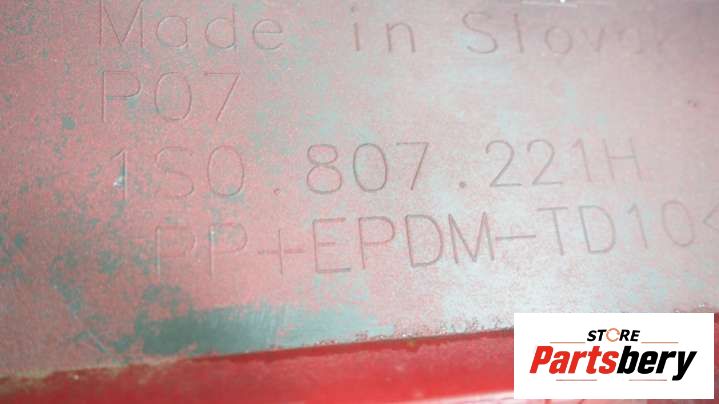 Made in Slovak
P07
1S0.807.221H
PP+EPDM-TD10<
STORE
Partsbery